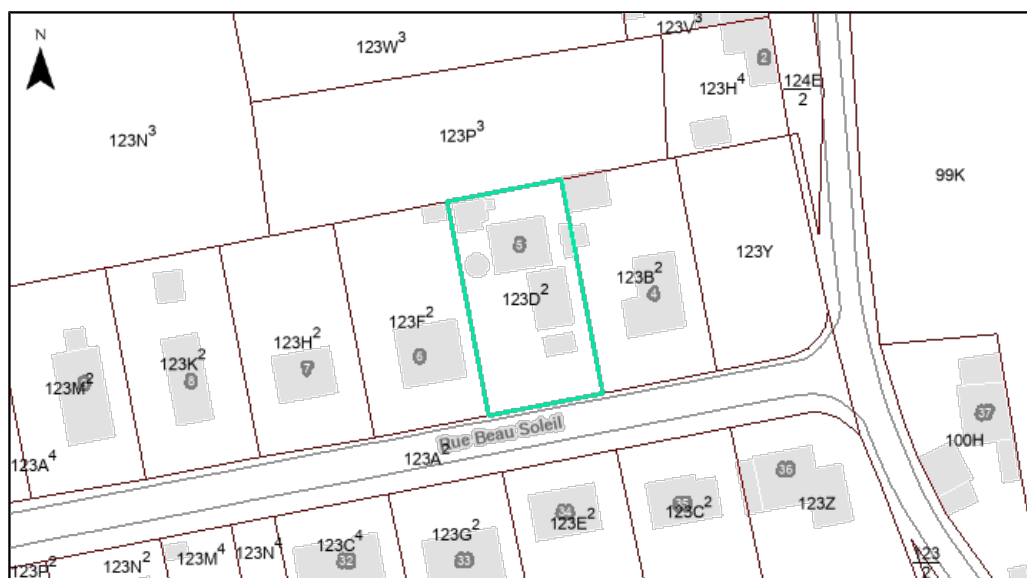 N
123W³
123V³
2
123H⁴
124E
2
123N³
123P³
99K
5
123Y
123B²
4
123D²
123F²
6
123H²
7
123K²
8
123M²
37
100H
Rue Beau Soleil
123A²
123A⁴
36
123Z
35
123C²
34
123E²
123G²
33
123C⁴
32
123N⁴
123M⁴
123N²
123P²
123
2